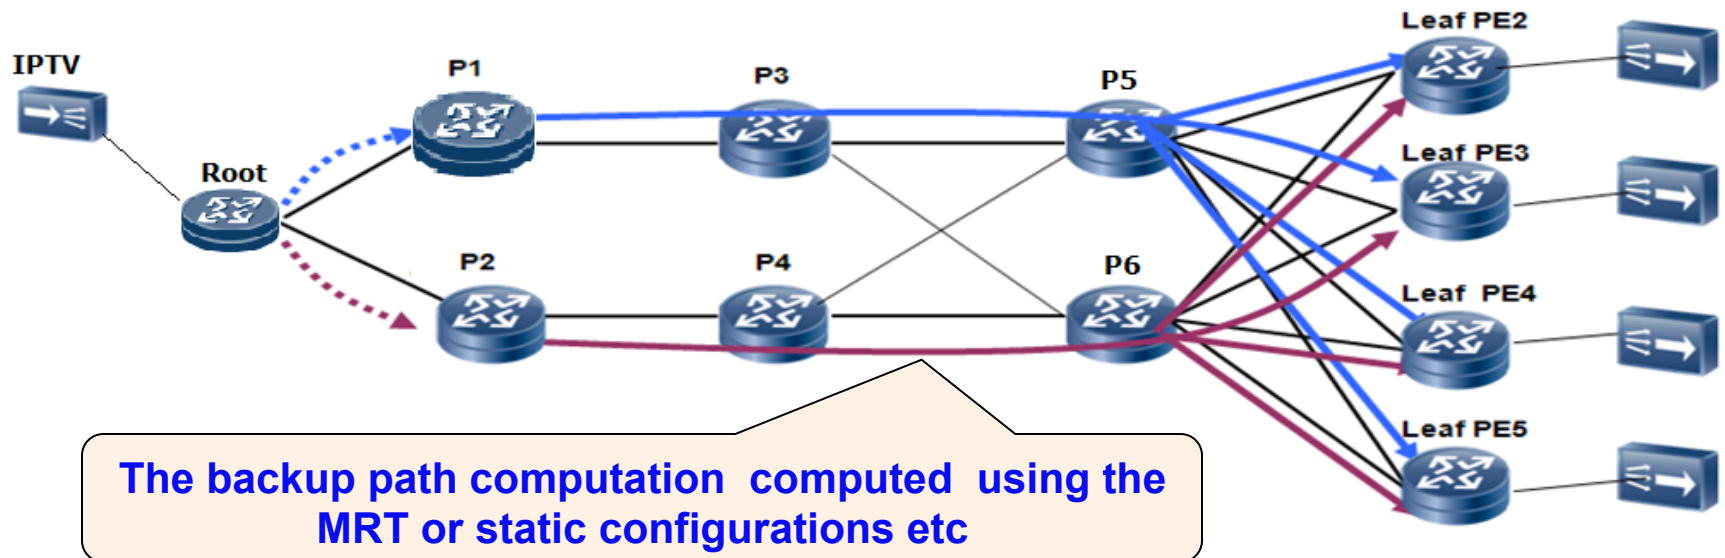 Leaf PE2
IPTV
P1
P3
P5
Leaf PE3
Root
P2
P4
P6
Leaf PE4
Leaf PE5
The backup path computation computed using the
MRT or static configurations etc